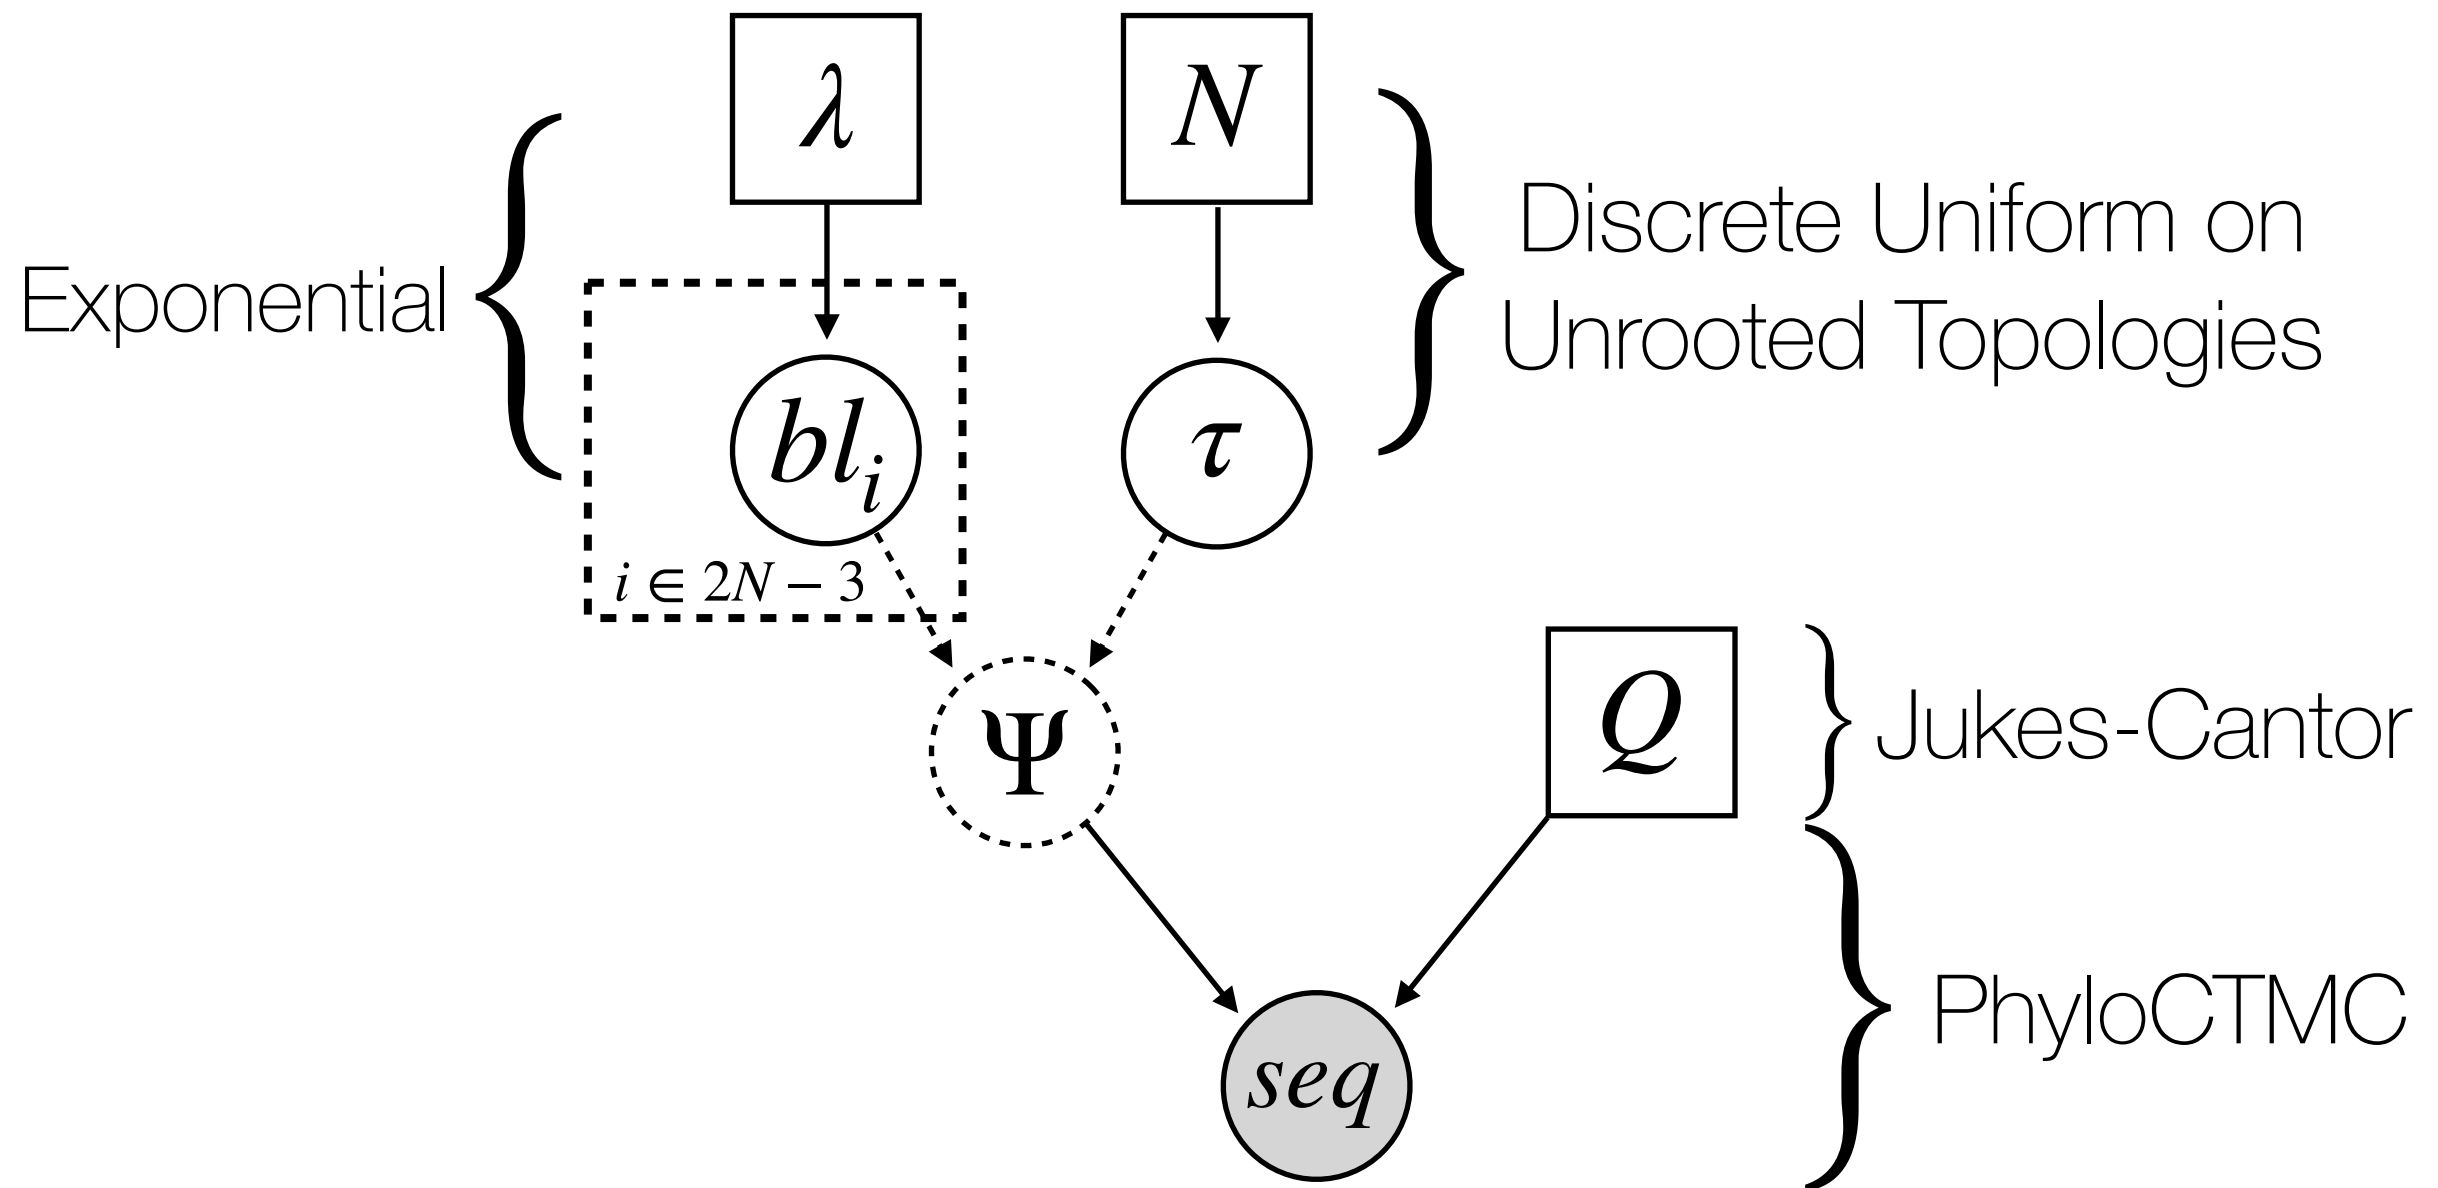 λ
N
Exponential
Discrete Uniform on
Unrooted Topologies
bl_i
τ
i ∈ 2N − 3
Ψ
Q
Jukes-Cantor
PhyloCTMC
seq